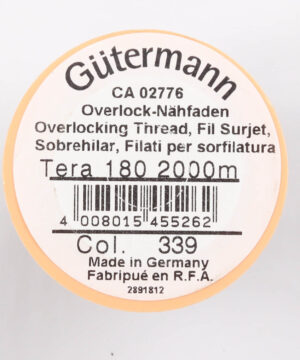 Gütermann
CA 02776
Overlock-Nähfaden
Overlocking Thread, Fil Surjet,
Sobrehilar, Filati per sorfilatura
Tera 180 2000m
4 008015 455262
Col. 339
Made in Germany
Fabripué en R.F.A.
2891812